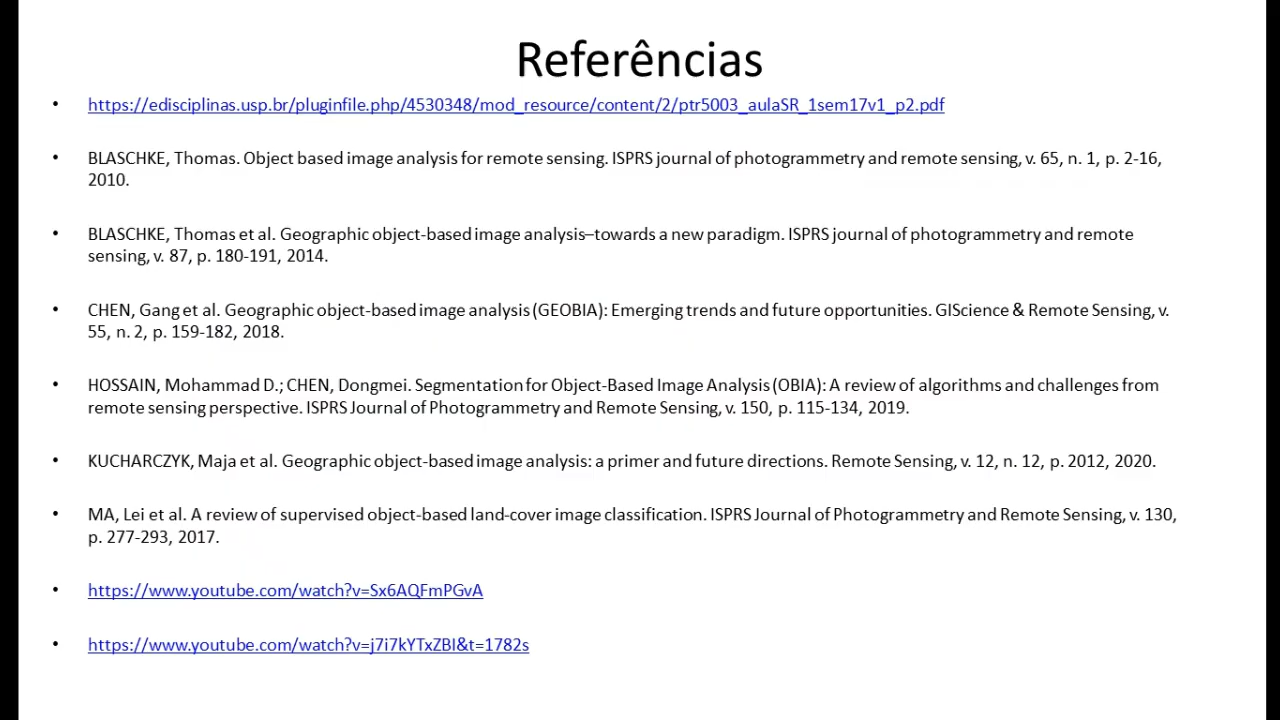 Referências
• https://edisciplinas.usp.br/pluginfile.php/4530348/mod_resource/content/2/ptr5003_aulaSR_1sem17v1_p2.pdf
• BLASCHKE, Thomas. Object based image analysis for remote sensing. ISPRS journal of photogrammetry and remote sensing, v. 65, n. 1, p. 2-16,
2010.
• BLASCHKE, Thomas et al. Geographic object-based image analysis–towards a new paradigm. ISPRS journal of photogrammetry and remote
sensing, v. 87, p. 180-191, 2014.
• CHEN, Gang et al. Geographic object-based image analysis (GEOBIA): Emerging trends and future opportunities. GIScience & Remote Sensing, v.
55, n. 2, p. 159-182, 2018.
• HOSSAIN, Mohammad D.; CHEN, Dongmei. Segmentation for Object-Based Image Analysis (OBIA): A review of algorithms and challenges from
remote sensing perspective. ISPRS Journal of Photogrammetry and Remote Sensing, v. 150, p. 115-134, 2019.
• KUCHARCZYK, Maja et al. Geographic object-based image analysis: a primer and future directions. Remote Sensing, v. 12, n. 12, p. 2012, 2020.
• MA, Lei et al. A review of supervised object-based land-cover image classification. ISPRS Journal of Photogrammetry and Remote Sensing, v. 130,
p. 277-293, 2017.
• https://www.youtube.com/watch?v=Sx6AQFmPGvA
• https://www.youtube.com/watch?v=j7i7kYTxZBI&t=1782s